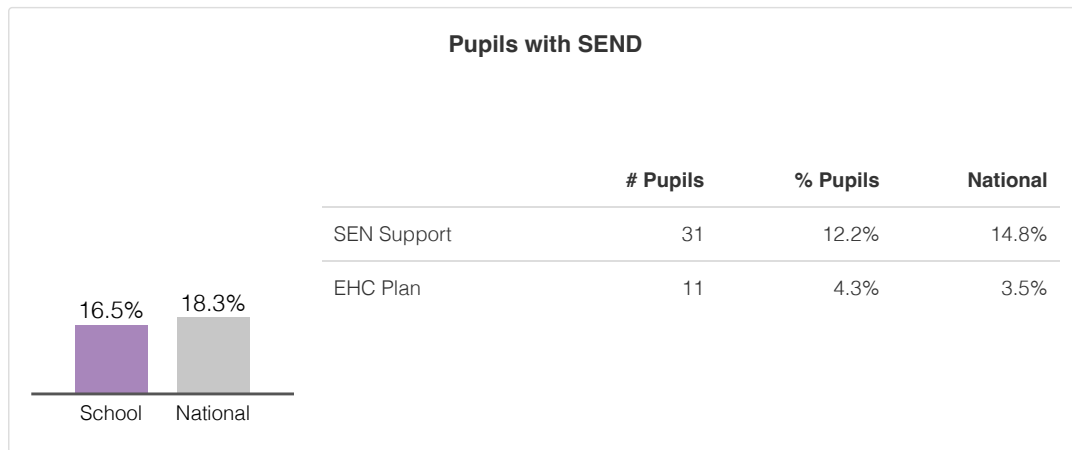 Pupils with SEND
# Pupils % Pupils National
SEN Support 31 12.2% 14.8%
EHC Plan 11 4.3% 3.5%
16.5% 18.3%
School National